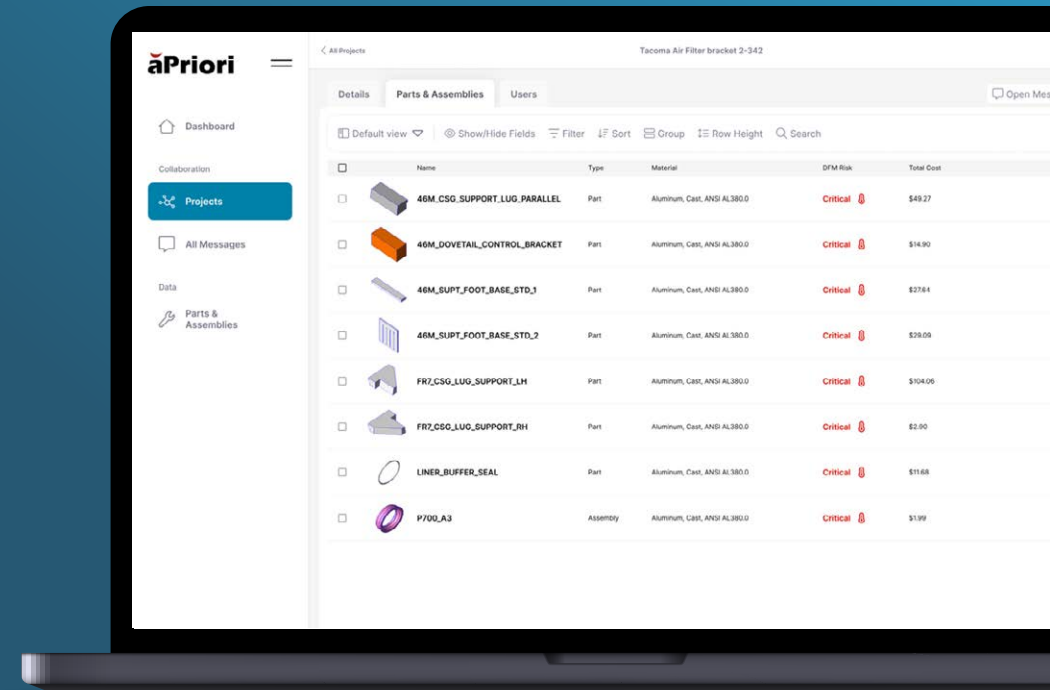 ăPriori
All Projects
Tacoma Air Filter bracket 2-342
Details
Parts & Assemblies
Users
Open Mes
Dashboard
Default view
Show/Hide Fields
Filter
Sort
Group
Row Height
Search
Collaboration
Name Type Material DFM Risk Total Cost
Projects
46M_CSG_SUPPORT_LUG_PARALLEL Part Aluminum, Cast, ANSI AL380.0 Critical $49.27
All Messages
46M_DOVETAIL_CONTROL_BRACKET Part Aluminum, Cast, ANSI AL380.0 Critical $14.90
Data
46M_SUPT_FOOT_BASE_STD_1 Part Aluminum, Cast, ANSI AL380.0 Critical $27.64
Parts &
Assemblies
46M_SUPT_FOOT_BASE_STD_2 Part Aluminum, Cast, ANSI AL380.0 Critical $29.09
FR7_CSG_LUG_SUPPORT_LH Part Aluminum, Cast, ANSI AL380.0 Critical $104.06
FR7_CSG_LUG_SUPPORT_RH Part Aluminum, Cast, ANSI AL380.0 Critical $2.00
LINER_BUFFER_SEAL Part Aluminum, Cast, ANSI AL380.0 Critical $11.68
P700_A3 Assembly Aluminum, Cast, ANSI AL380.0 Critical $1.99